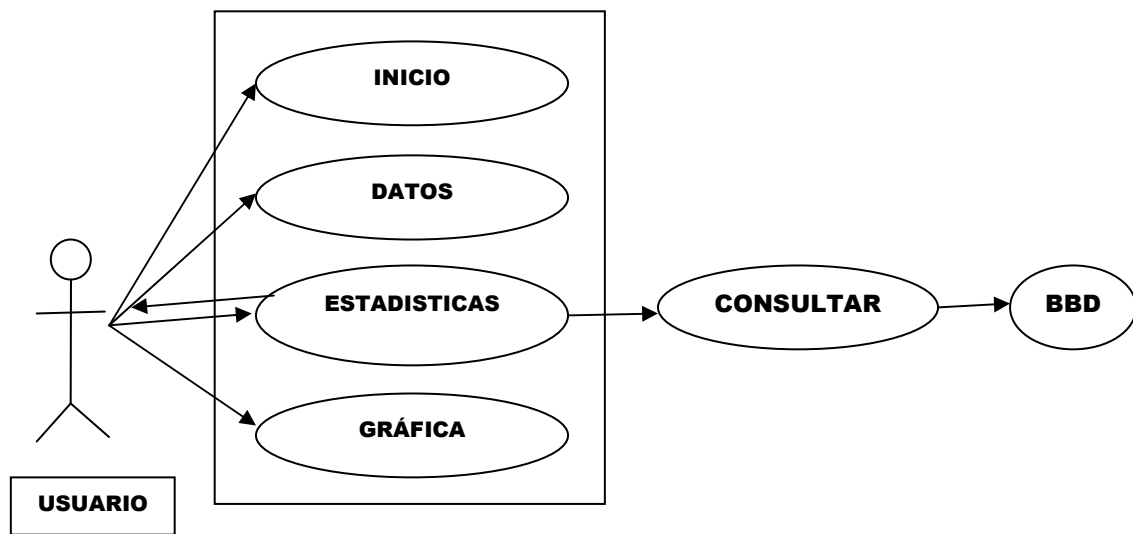 INICIO
DATOS
ESTADISTICAS
CONSULTAR
BBD
GRÁFICA
USUARIO